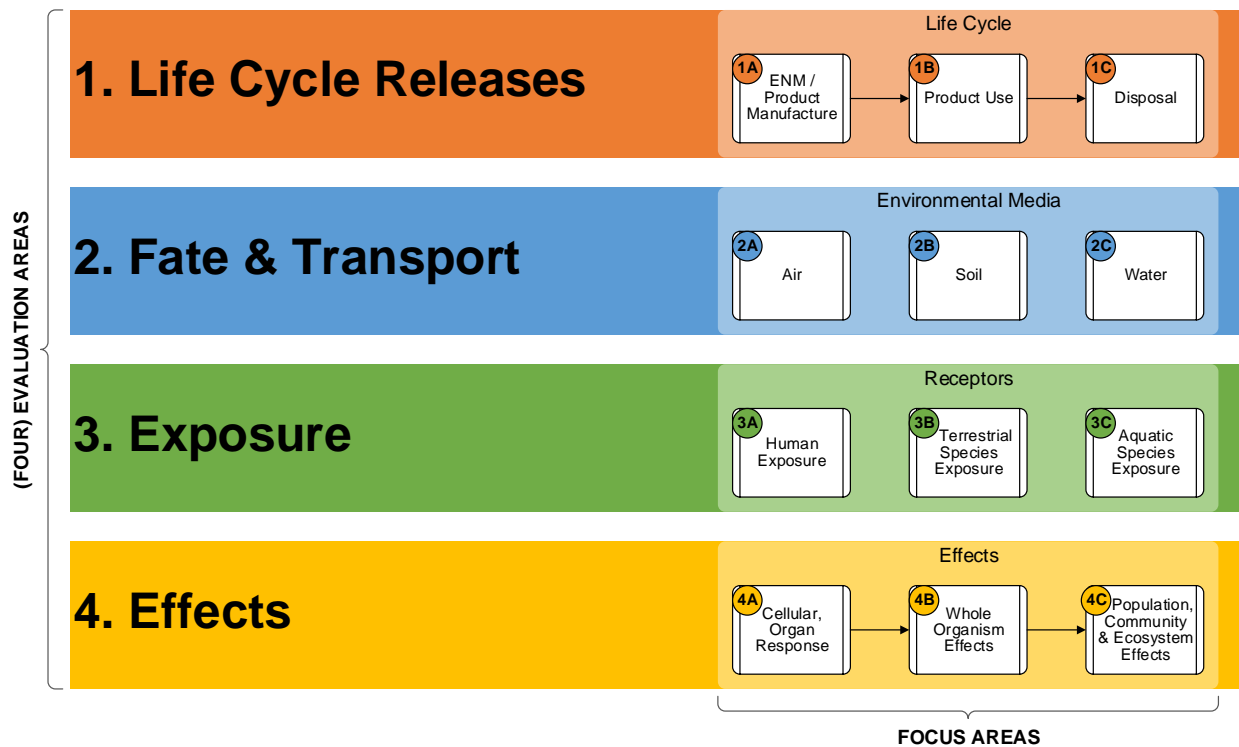 (FOUR) EVALUATION AREAS
1. Life Cycle Releases
Life Cycle
1A
ENM /
Product
Manufacture
1B
Product Use
1C
Disposal
2. Fate & Transport
Environmental Media
2A
Air
2B
Soil
2C
Water
3. Exposure
Receptors
3A
Human
Exposure
3B
Terrestrial
Species
Exposure
3C
Aquatic
Species
Exposure
4. Effects
Effects
4A
Cellular,
Organ
Response
4B
Whole
Organism
Effects
4C
Population,
Community
& Ecosystem
Effects
FOCUS AREAS